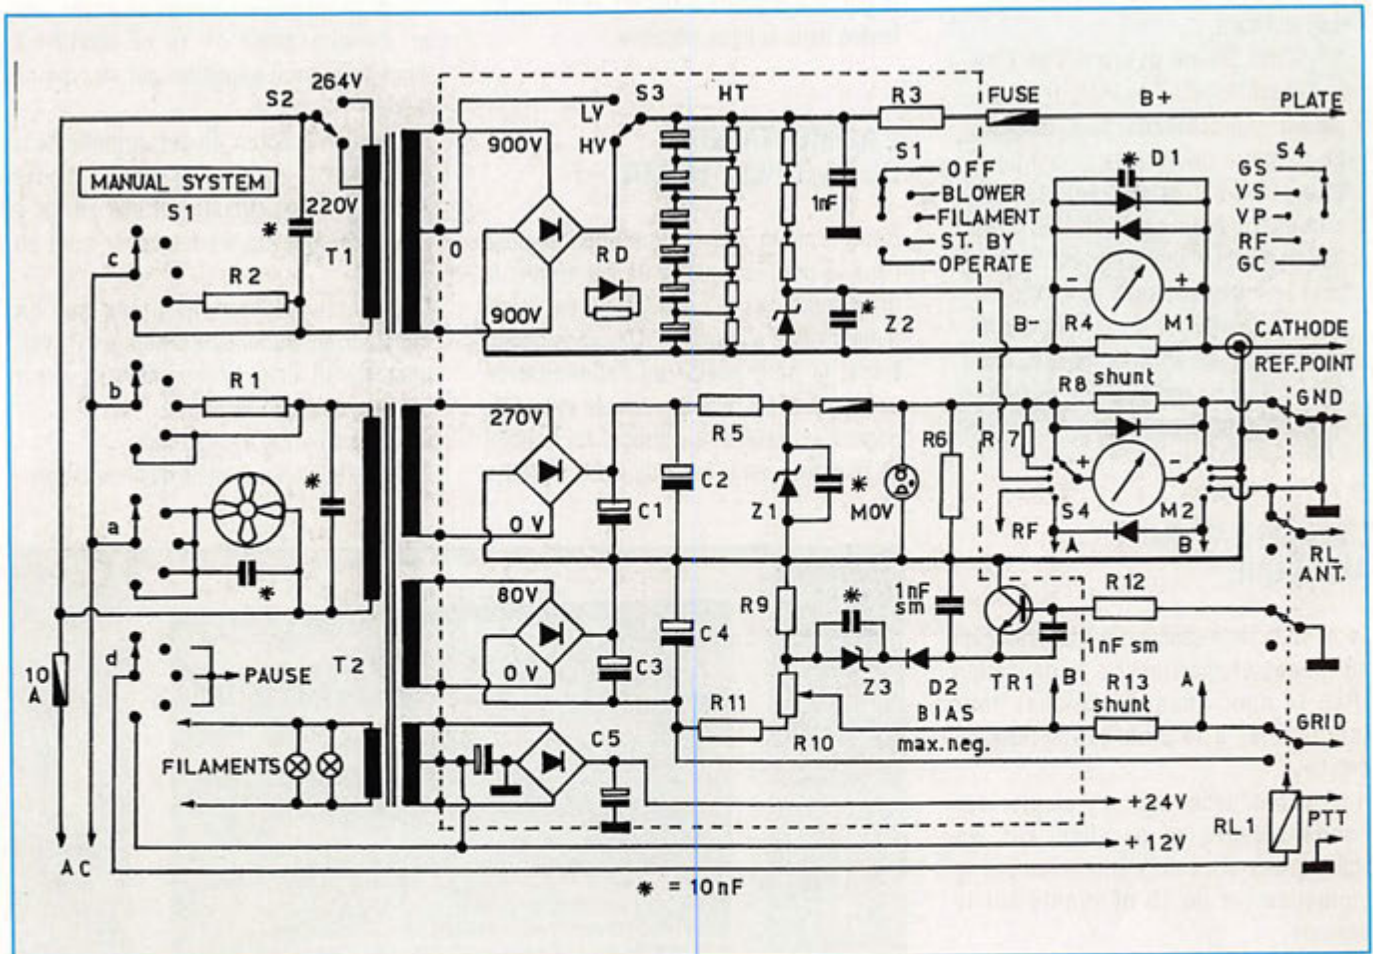 264V
S2
S3
HT
R3
FUSE
B+
PLATE
LV
HV
900V
MANUAL SYSTEM
S1
220V
*
T1
0
RD
1nF
S1
OFF
BLOWER
FILAMENT
ST. BY
OPERATE
* D1
S4
GS
VS
VP
RF
GC
c
R2
900V
* Z2
- +
B-
R4
M1
CATHODE
REF.POINT
b
R1
270V
R5
R6
R8 shunt
R7
GND
*
0V
C1
C2
Z1
*
MOV
+ -
S4
M2
RF
A
B
RL
ANT.
a
*
80V
0V
T2
C3
C4
R9
*
1nF
sm
Z3
D2
TR1
R12
1nF sm
B
R13
shunt
A
d
10
A
PAUSE
R11
R10
BIAS
max.neg.
GRID
FILAMENTS
C5
+24V
+12V
RL1
PTT
AC
* = 10nF